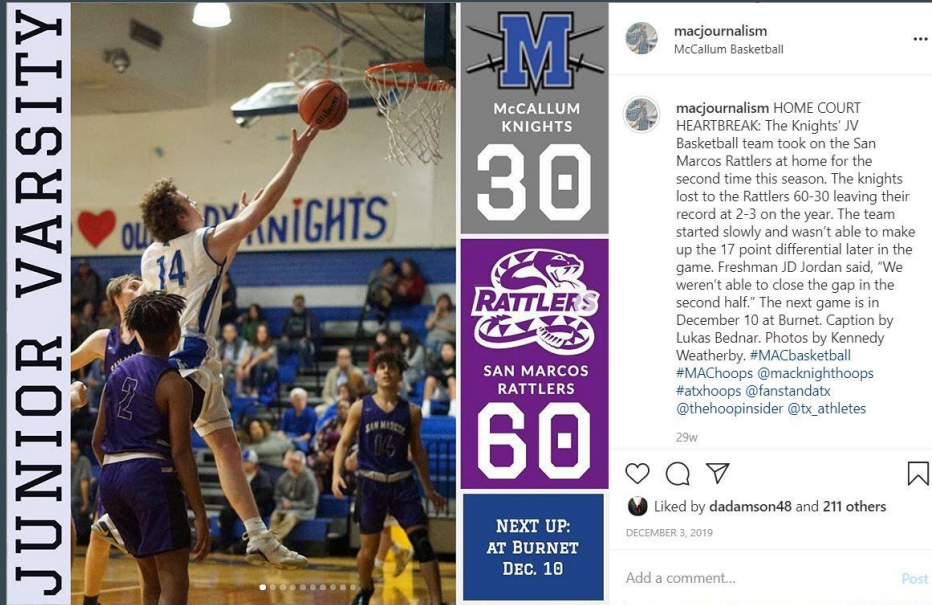 JUNIOR VARSITY
OU
KNIGHTS
14
2
SAN MARCOS
14
M
McCALLUM
KNIGHTS
30
RATTLERS
SAN MARCOS
RATTLERS
60
NEXT UP:
AT BURNET
DEC. 10
macjournalism
McCallum Basketball
macjournalism HOME COURT
HEARTBREAK: The Knights' JV
Basketball team took on the San
Marcos Rattlers at home for the
second time this season. The knights
lost to the Rattlers 60-30 leaving their
record at 2-3 on the year. The team
started slowly and wasn't able to make
up the 17 point differential later in the
game. Freshman JD Jordan said, "We
weren't able to close the gap in the
second half." The next game is in
December 10 at Burnet. Caption by
Lukas Bednar. Photos by Kennedy
Weatherby. #MACbasketball
#MAChoops @macknighthoops
#atxhoops @fanstandatx
@thehoopinsider @tx_athletes
29w
Liked by dadamson48 and 211 others
DECEMBER 3, 2019
Add a comment...
Post